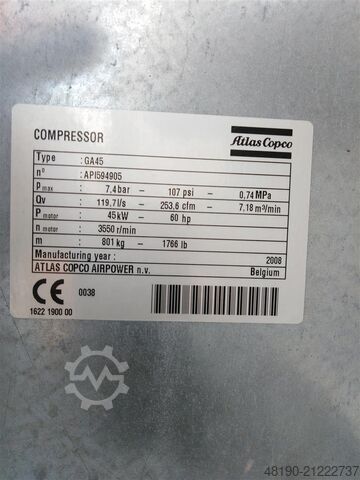 COMPRESSOR
Atlas Copco
Type : GA45
n° : API594905
p max : 7,4 bar — 107 psi — 0,74 MPa
Qv : 119.7 l/s — 253.6 cfm — 7,18 m³/min
P motor : 45 kW — 60 hp
n motor : 3550 r/min
m : 801 kg — 1766 lb
Manufacturing year : 2008
ATLAS COPCO AIRPOWER n.v. Belgium
CE 0038
1622 1900 00
48190-21222737